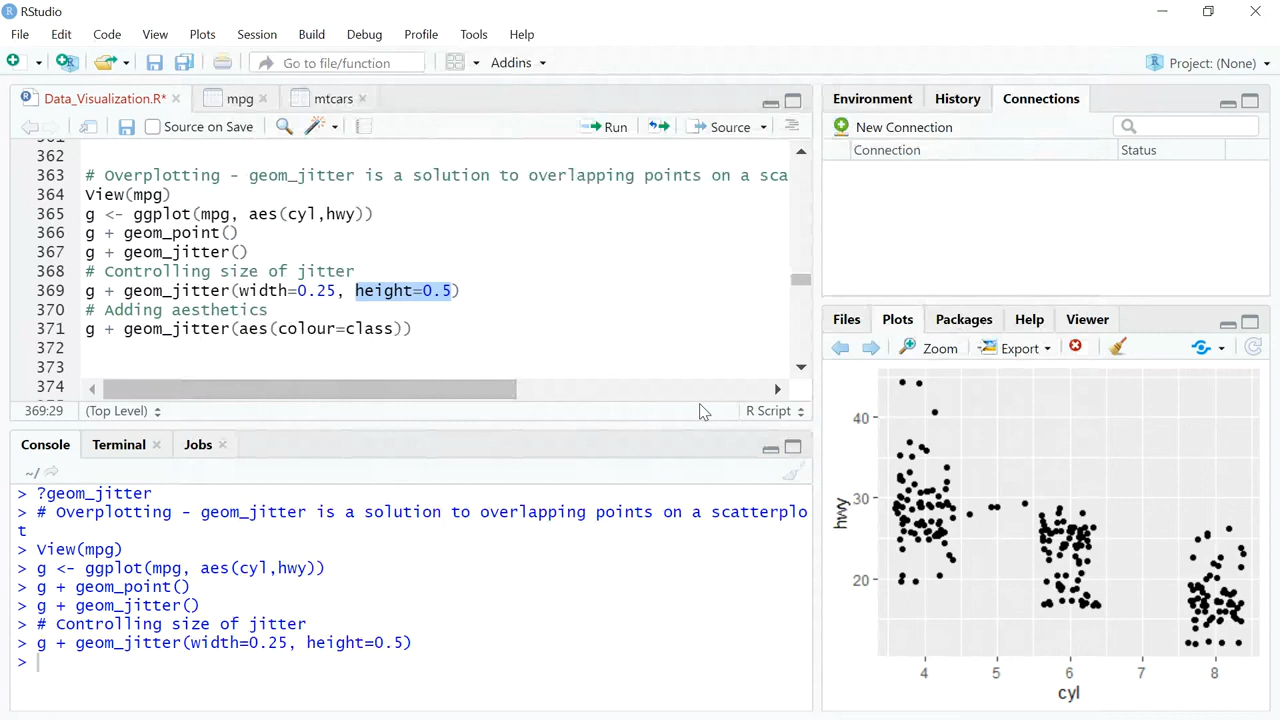 RStudio
File Edit Code View Plots Session Build Debug Profile Tools Help
Go to file/function Addins Project: (None)
Data_Visualization.R* mpg mtcars
Source on Save Run Source
362
363 # Overplotting - geom_jitter is a solution to overlapping points on a sca
364 View(mpg)
365 g <- ggplot(mpg, aes(cyl,hwy))
366 g + geom_point()
367 g + geom_jitter()
368 # Controlling size of jitter
369 g + geom_jitter(width=0.25, height=0.5)
370 # Adding aesthetics
371 g + geom_jitter(aes(colour=class))
372
373
374
369:29 (Top Level) R Script
Console Terminal Jobs
~/
> ?geom_jitter
> # Overplotting - geom_jitter is a solution to overlapping points on a scatterplo
t
> View(mpg)
> g <- ggplot(mpg, aes(cyl,hwy))
> g + geom_point()
> g + geom_jitter()
> # Controlling size of jitter
> g + geom_jitter(width=0.25, height=0.5)
>
Environment History Connections
New Connection
Connection Status
Files Plots Packages Help Viewer
Zoom Export
40
30
20
hwy
4 5 6 7 8
cyl